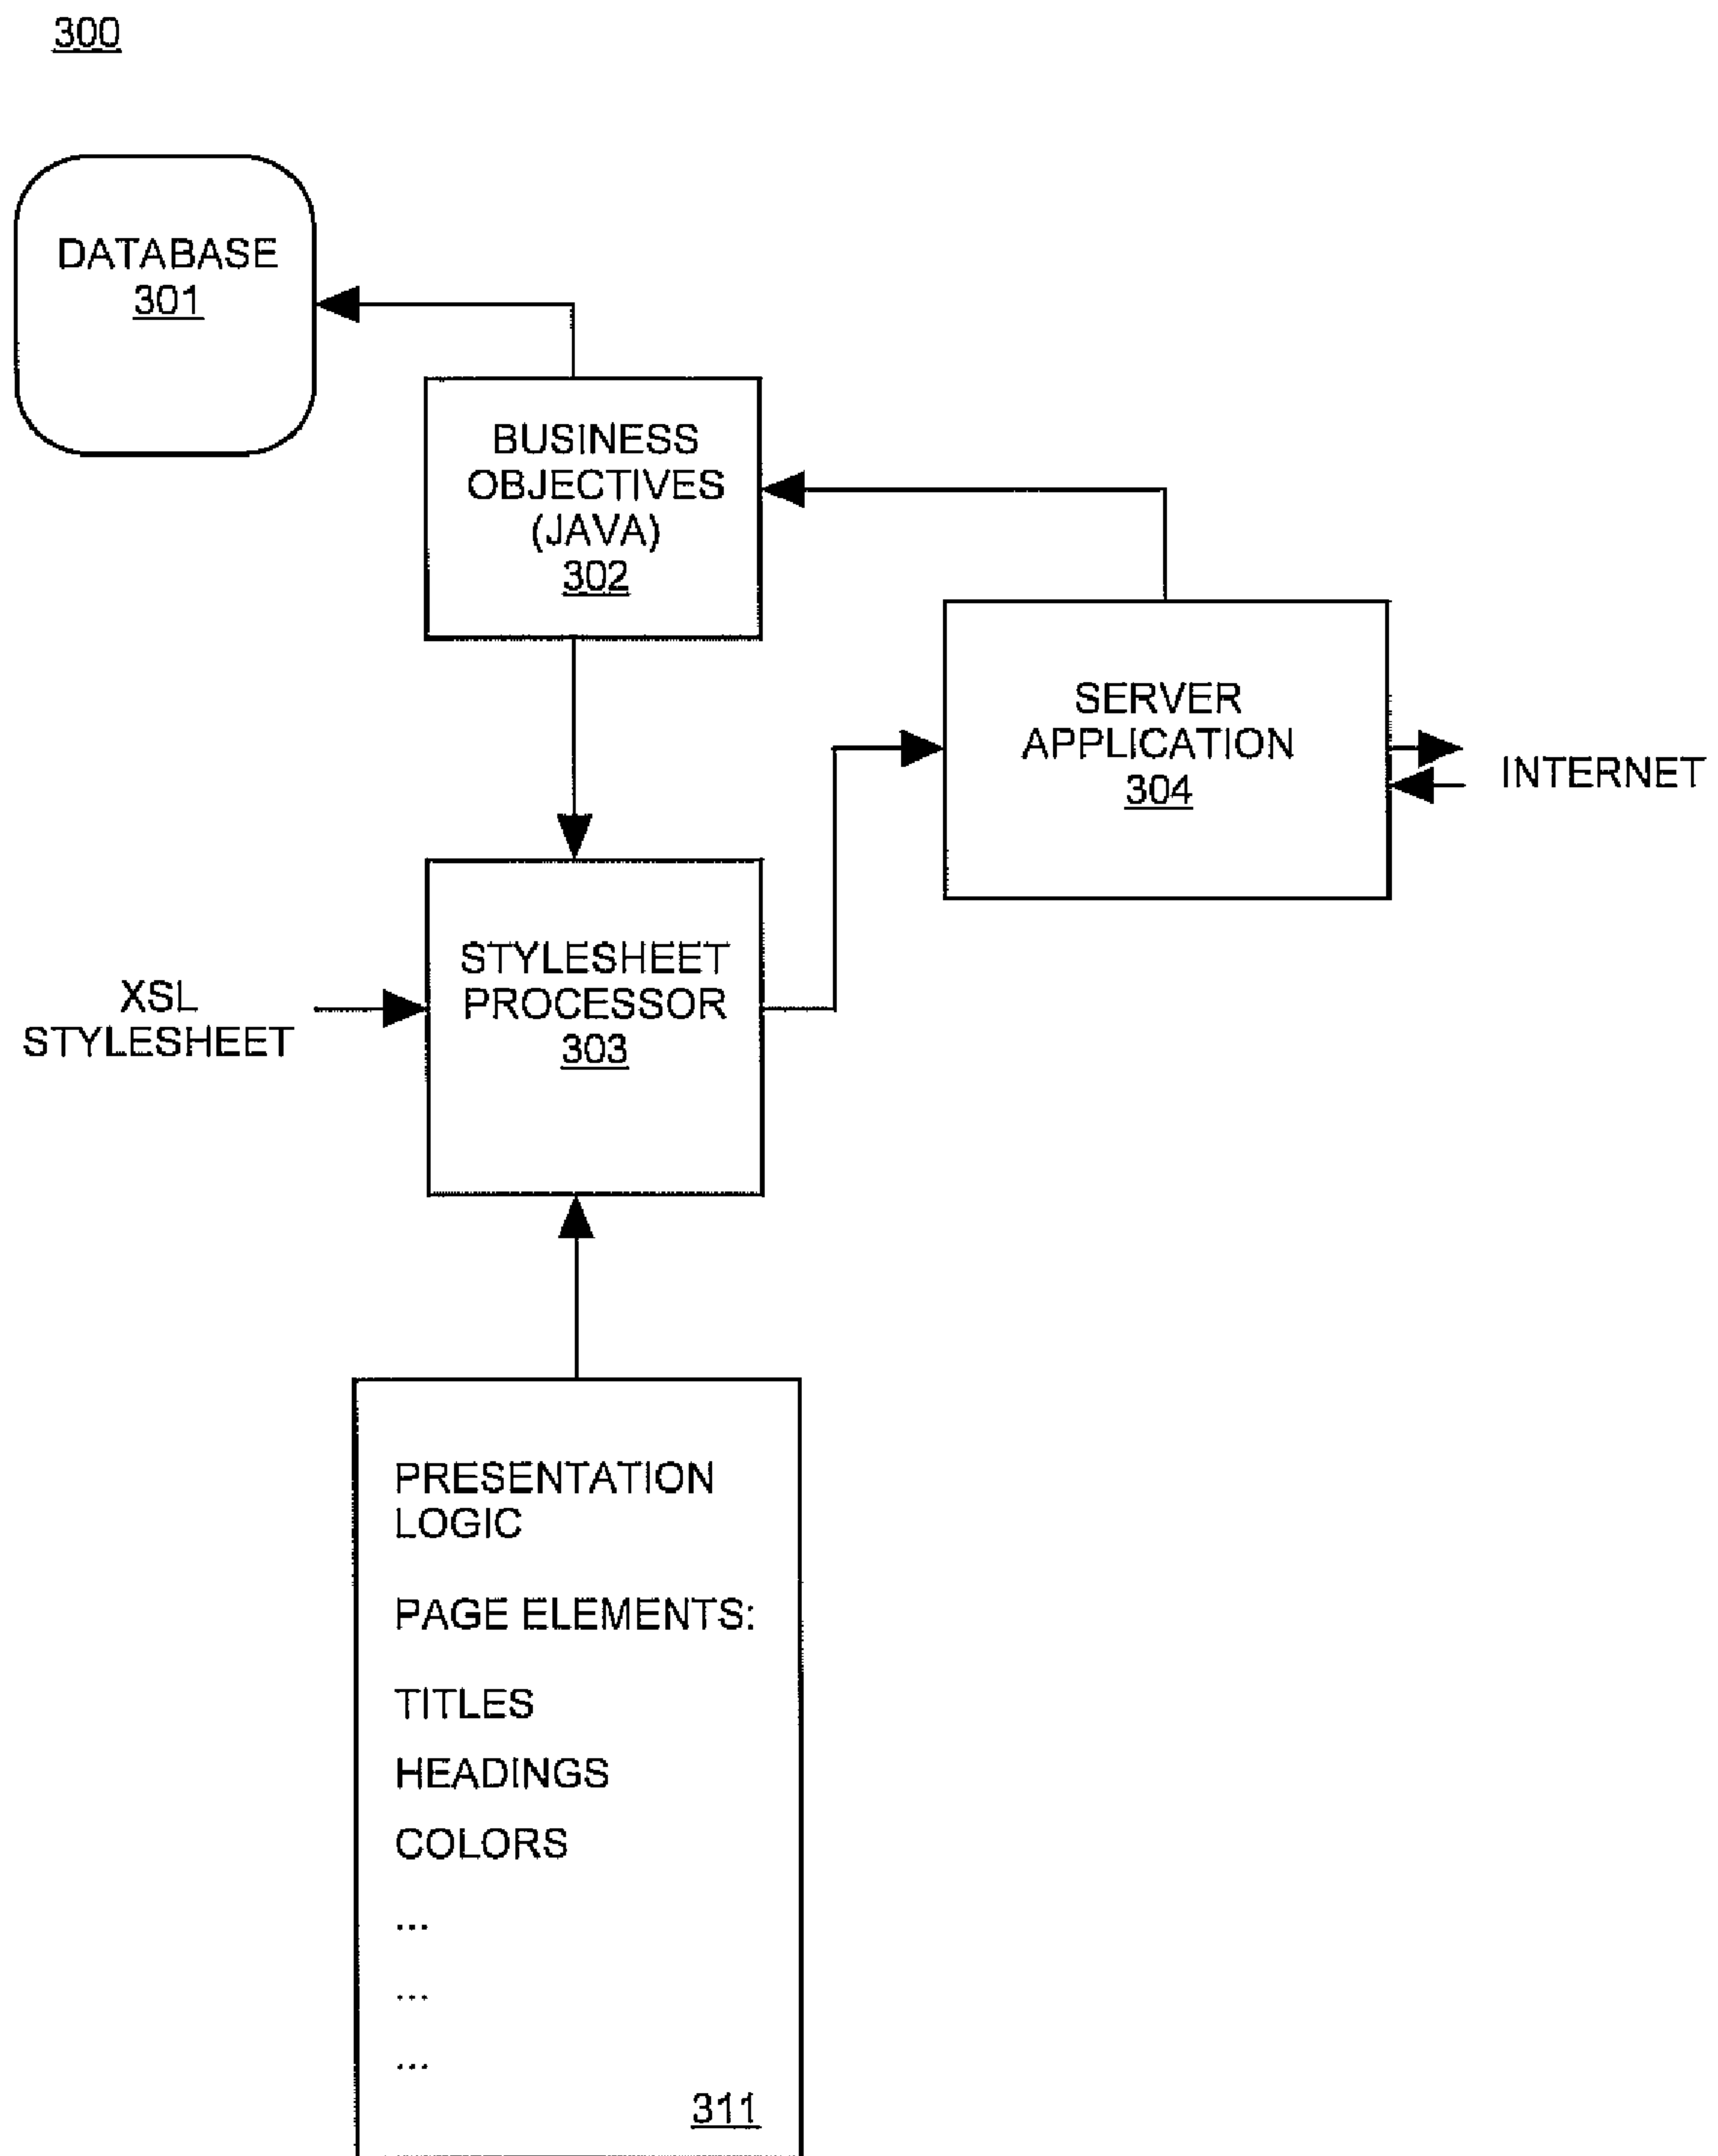 300
DATABASE
301
BUSINESS
OBJECTIVES
(JAVA)
302
SERVER
APPLICATION
304
INTERNET
XSL
STYLESHEET
STYLESHEET
PROCESSOR
303
PRESENTATION
LOGIC
PAGE ELEMENTS:
TITLES
HEADINGS
COLORS
...
...
...
311